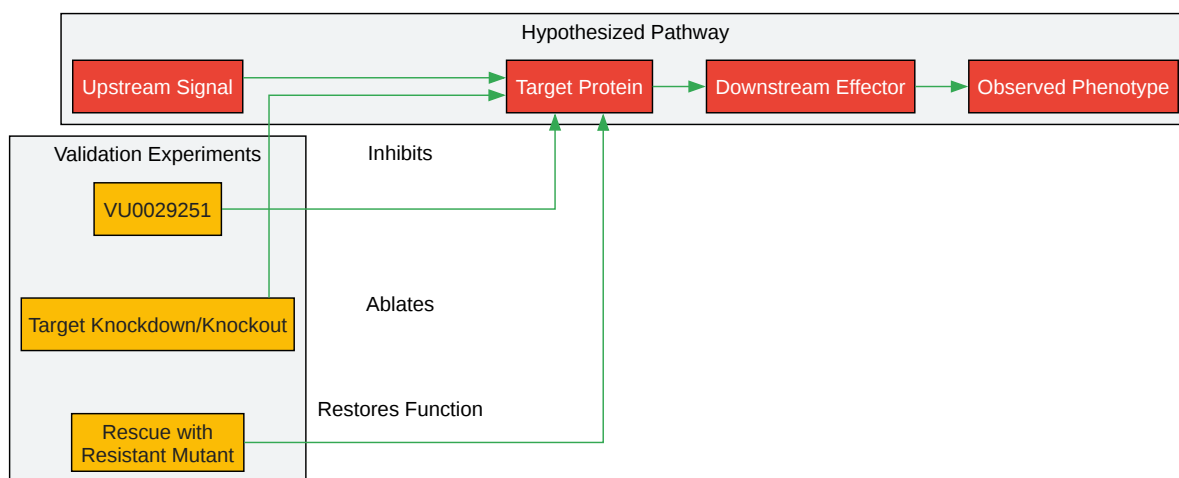 Hypothesized Pathway
Upstream Signal
Target Protein
Downstream Effector
Observed Phenotype
Validation Experiments
Inhibits
VU0029251
Ablates
Target Knockdown/Knockout
Restores Function
Rescue with
Resistant Mutant